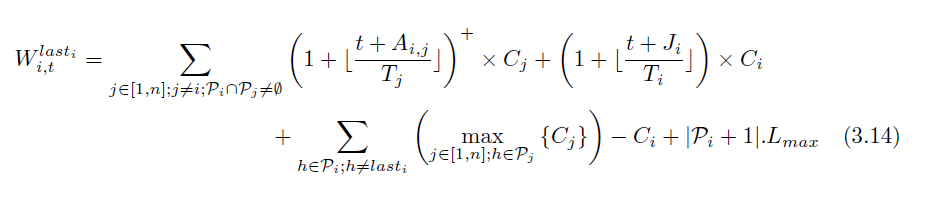 $W_{i,t}^{last_i} = \sum_{j\in[1,n];j\neq i;\mathcal{P}_i\cap\mathcal{P}_j\neq\emptyset} \left(1 + \lfloor\frac{t + A_{i,j}}{T_j}\rfloor\right)^{+} \times C_j + \left(1 + \lfloor\frac{t + J_i}{T_i}\rfloor\right) \times C_i$
$+ \sum_{h\in\mathcal{P}_i;h\neq last_i} \left(\max_{j\in[1,n];h\in\mathcal{P}_j} \{C_j\}\right) - C_i + |\mathcal{P}_i + 1|.L_{max}$ (3.14)